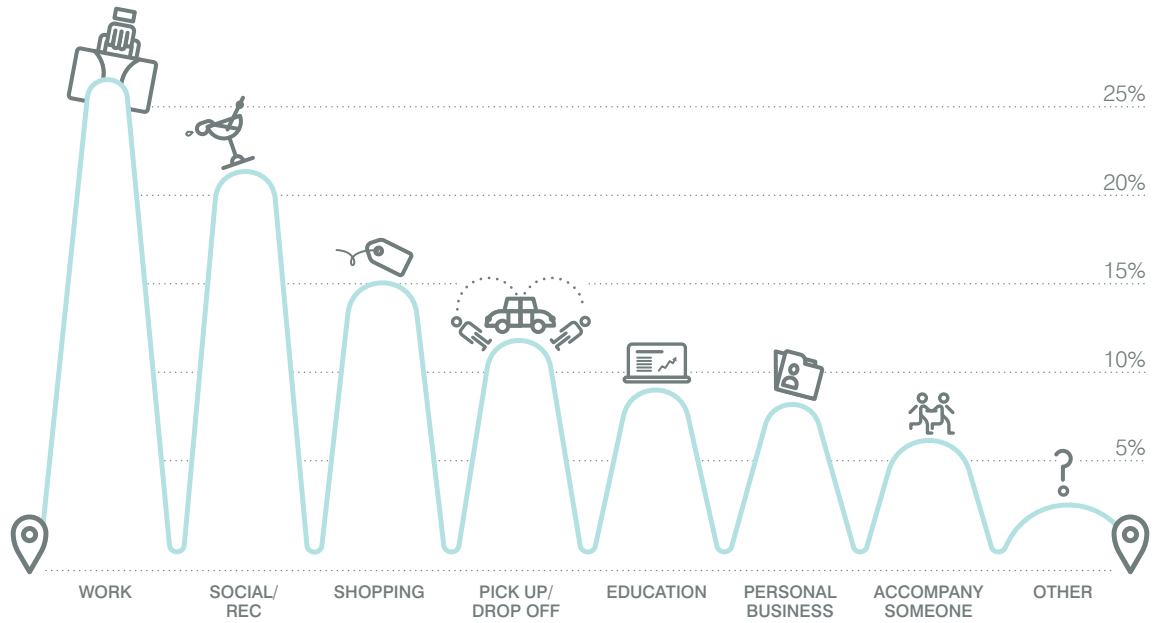 25%
20%
15%
10%
5%
?
WORK
SOCIAL/
REC
SHOPPING
PICK UP/
DROP OFF
EDUCATION
PERSONAL
BUSINESS
ACCOMPANY
SOMEONE
OTHER